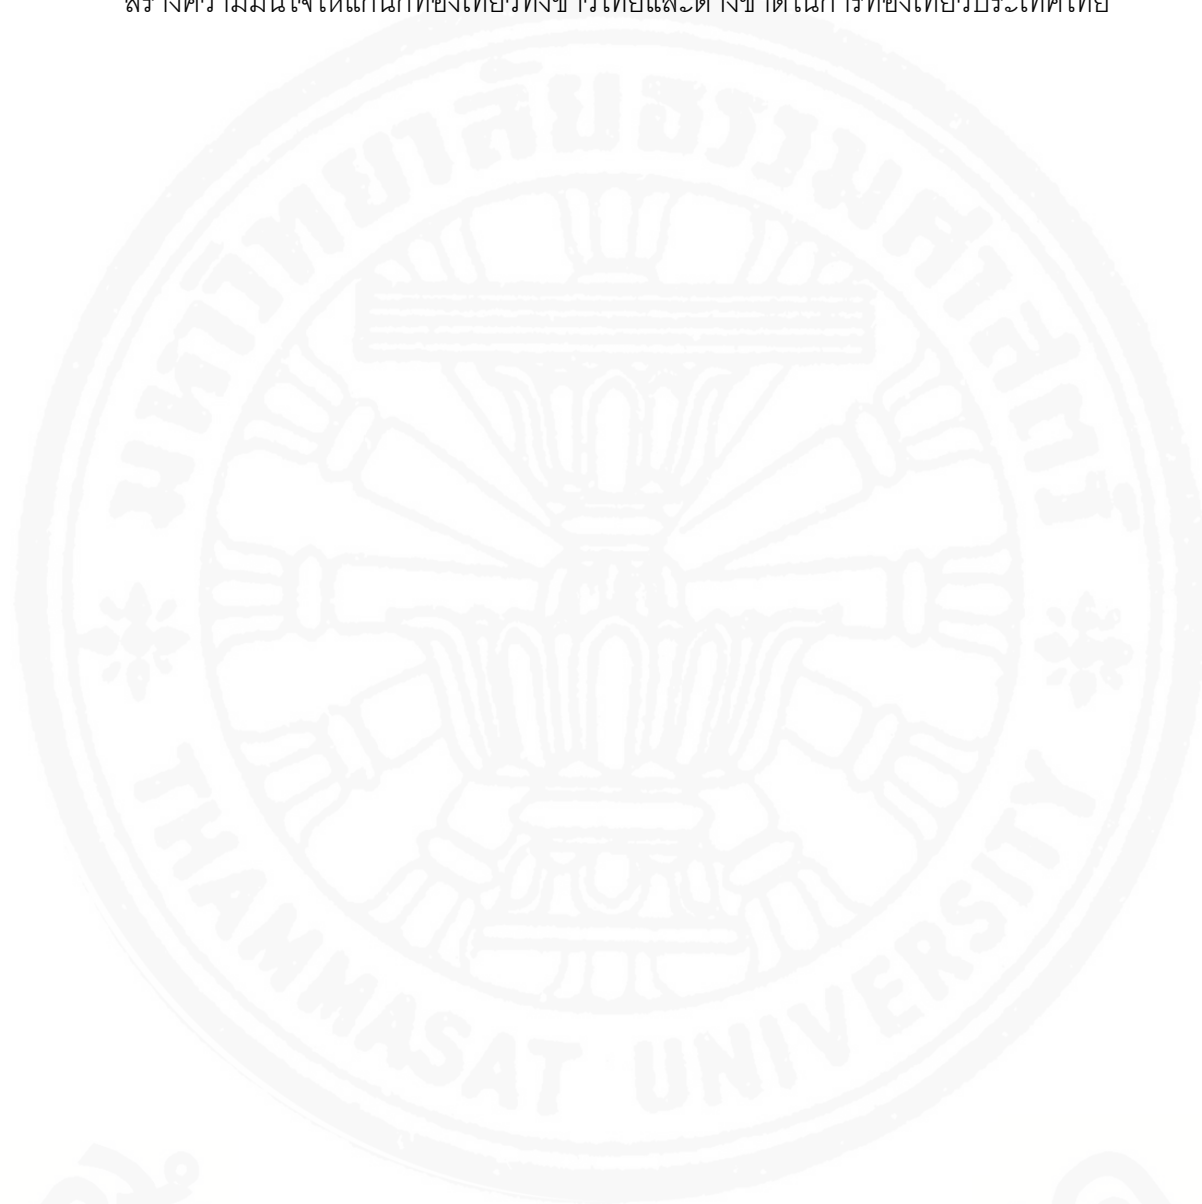 สร้างความมั่นใจให้แก่นักท่องเที่ยวทั้งชาวไทยและต่างชาติในการท่องเที่ยวประเทศไทย
มหาวิทยาลัยธรรมศาสตร์
THAMMASAT UNIVERSITY